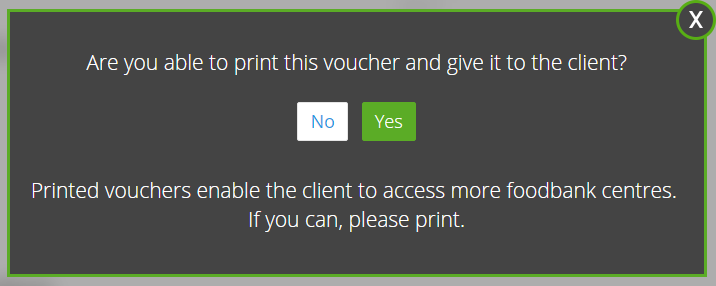 X
Are you able to print this voucher and give it to the client?
No Yes
Printed vouchers enable the client to access more foodbank centres.
If you can, please print.